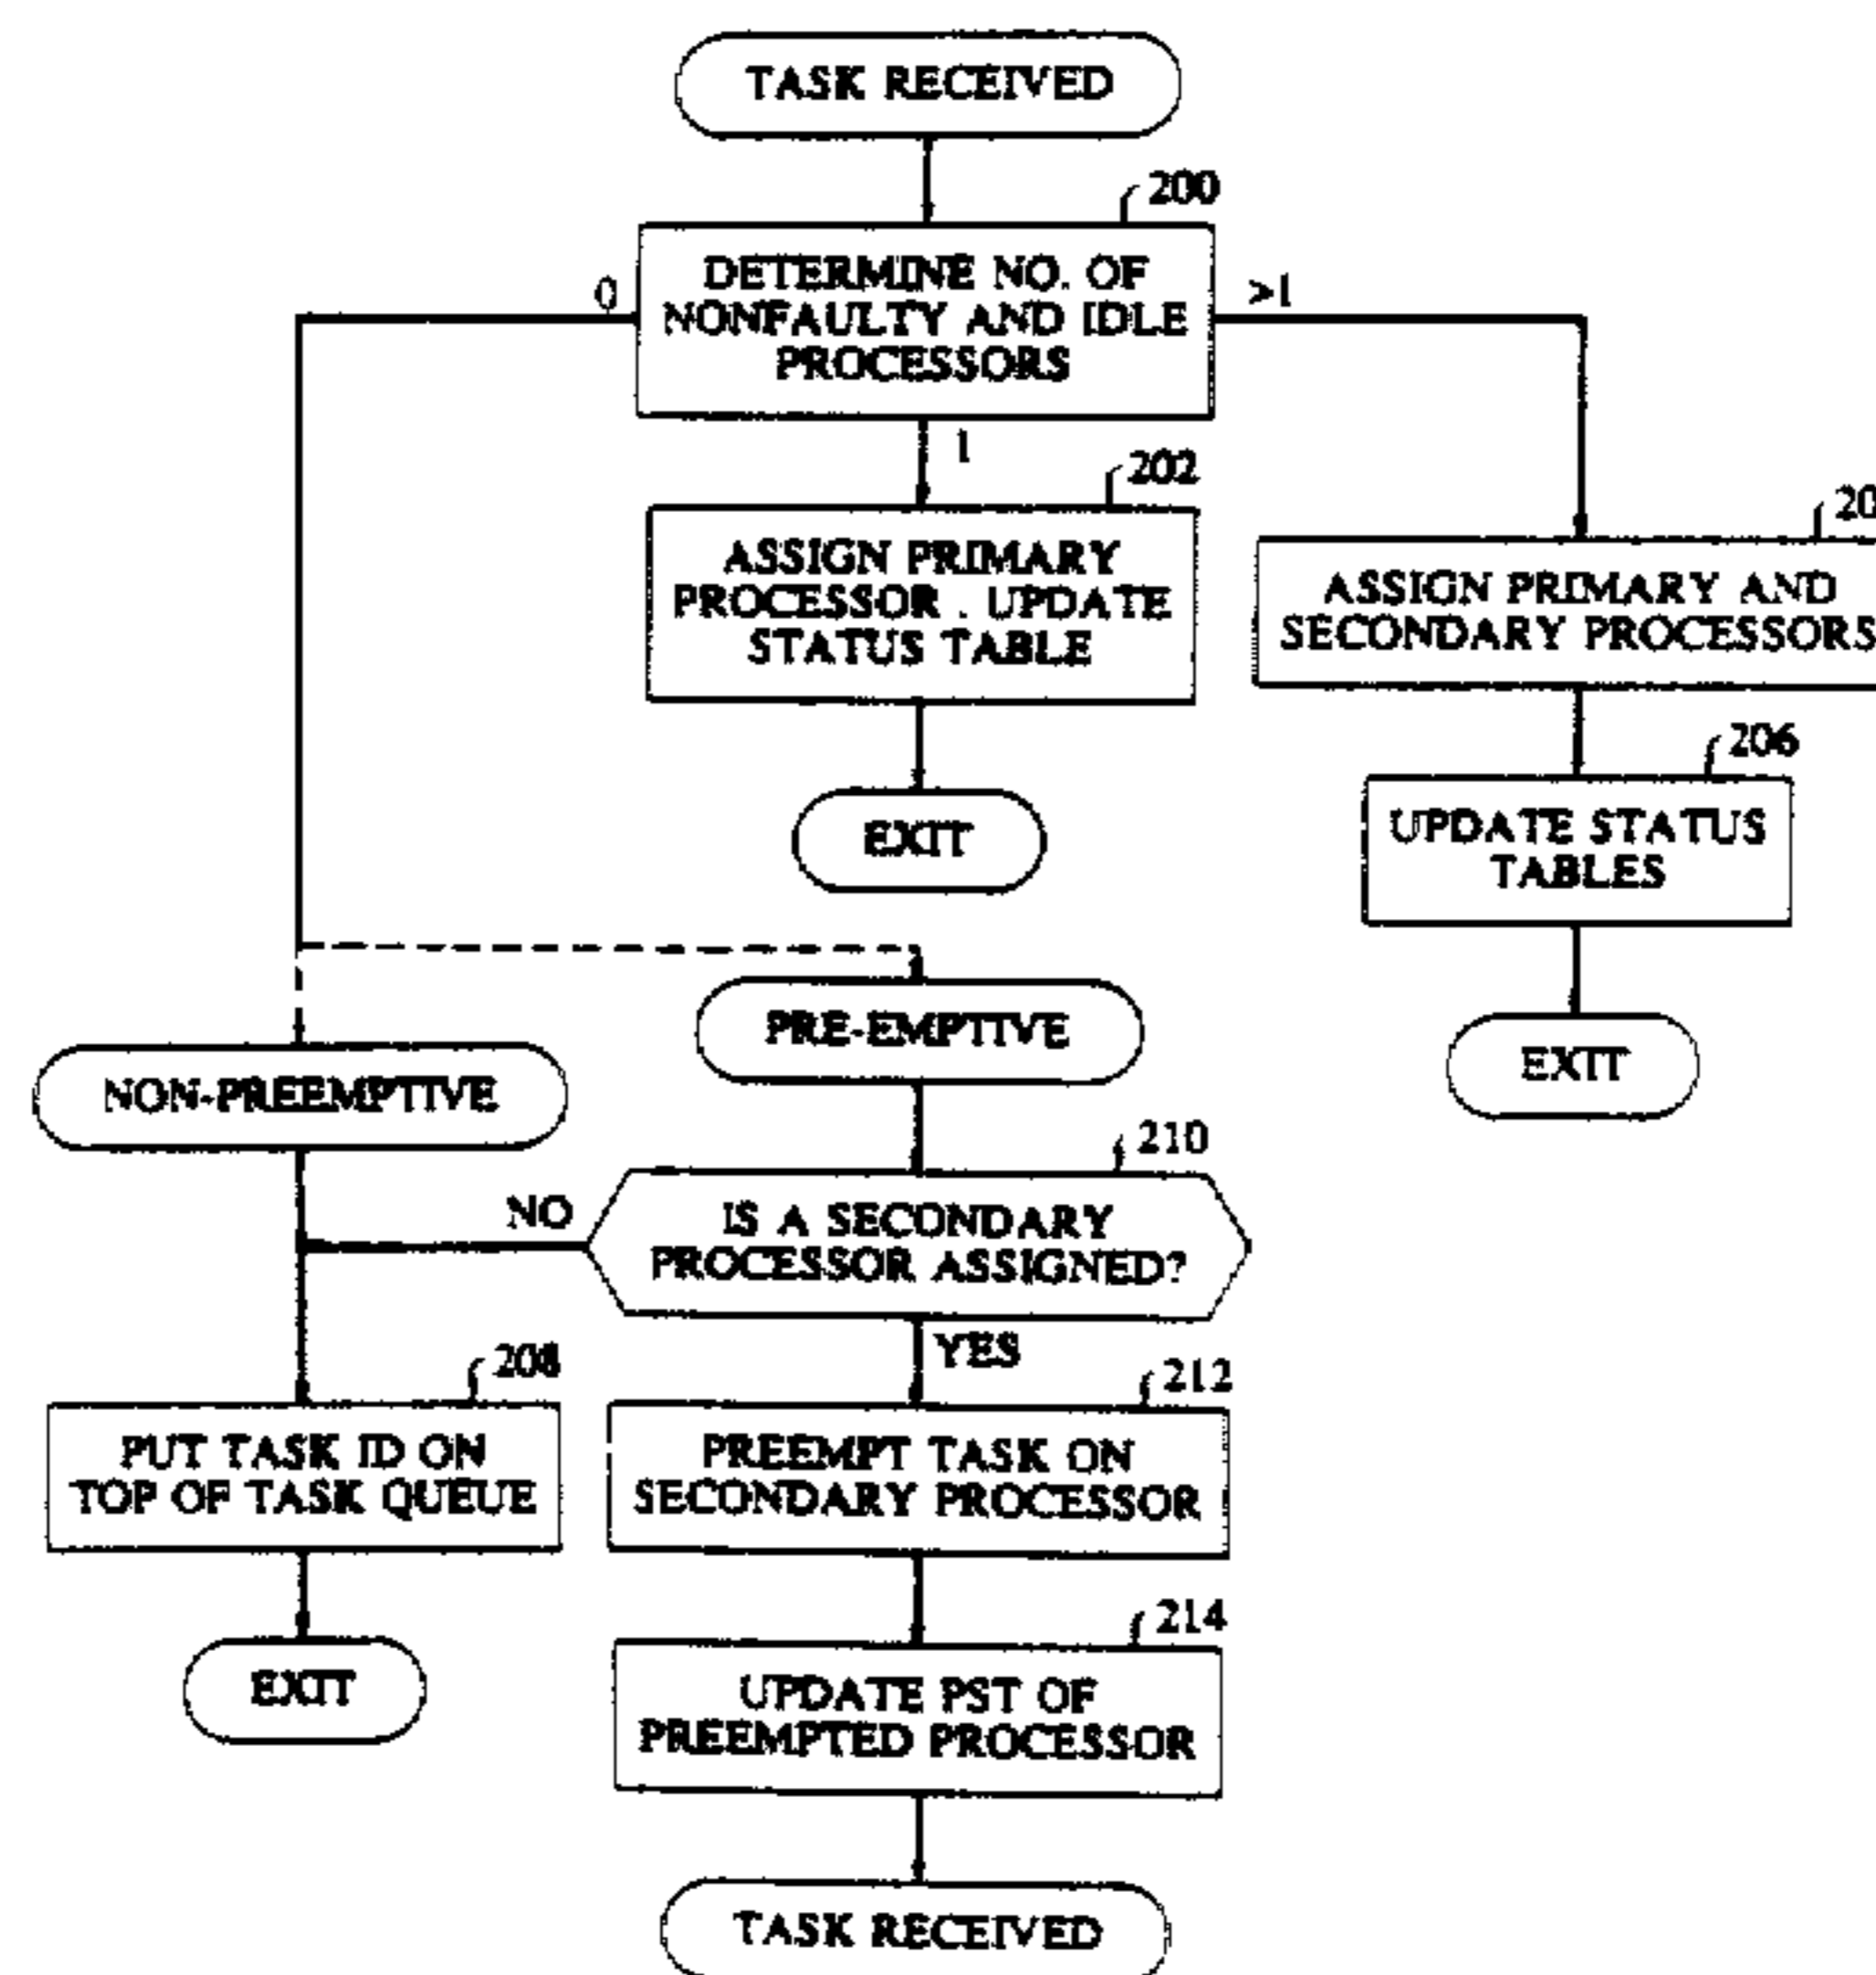 TASK RECEIVED
200
DETERMINE NO. OF
NONFAULTY AND IDLE
PROCESSORS
0
>1
1
202
ASSIGN PRIMARY
PROCESSOR . UPDATE
STATUS TABLE
ASSIGN PRIMARY AND
SECONDARY PROCESSORS
206
UPDATE STATUS
TABLES
EXIT
EXIT
PRE-EMPTIVE
NON-PREEMPTIVE
210
NO
IS A SECONDARY
PROCESSOR ASSIGNED?
YES
208
212
PUT TASK ID ON
TOP OF TASK QUEUE
PREEMPT TASK ON
SECONDARY PROCESSOR
214
EXIT
UPDATE PST OF
PREEMPTED PROCESSOR
TASK RECEIVED